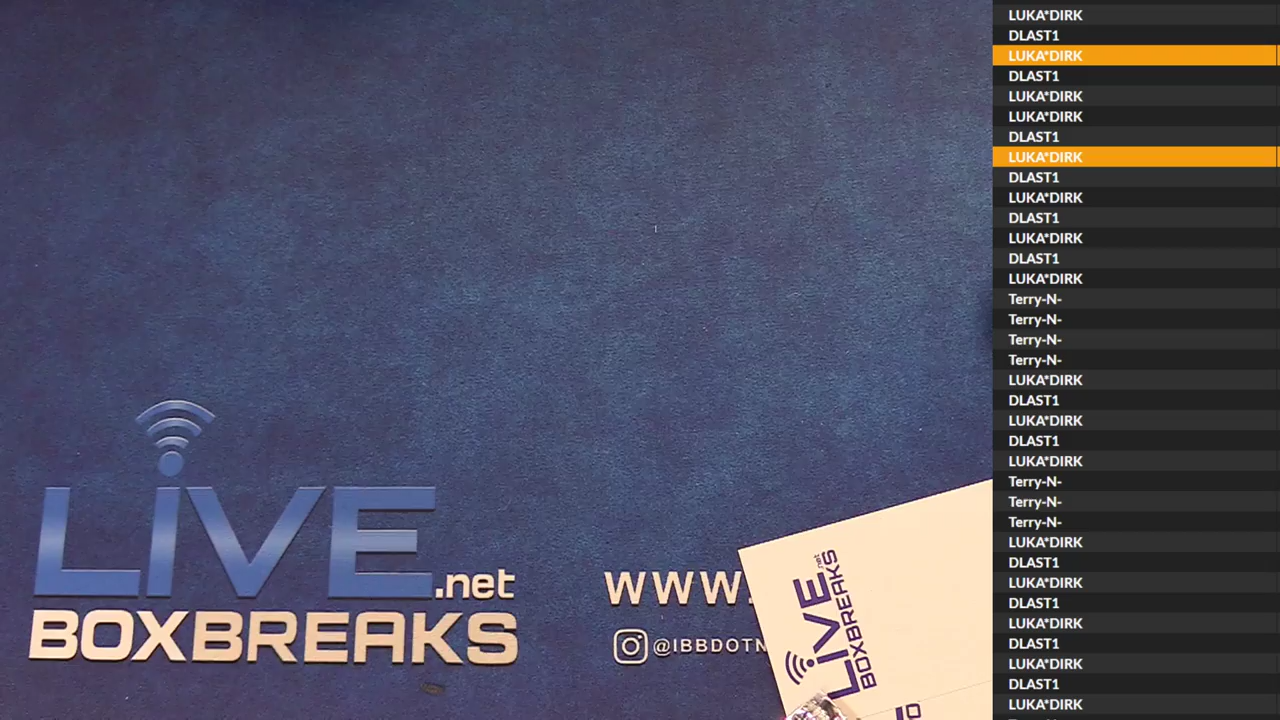 LiVE.net
BOXBREAKS
WWW.
@IBBDOTN
LiVE.net
BOXBREAKS
LUKA*DIRK
DLAST1
LUKA*DIRK
DLAST1
LUKA*DIRK
LUKA*DIRK
DLAST1
LUKA*DIRK
DLAST1
LUKA*DIRK
DLAST1
LUKA*DIRK
DLAST1
LUKA*DIRK
Terry-N-
Terry-N-
Terry-N-
Terry-N-
LUKA*DIRK
DLAST1
LUKA*DIRK
DLAST1
LUKA*DIRK
Terry-N-
Terry-N-
Terry-N-
LUKA*DIRK
DLAST1
LUKA*DIRK
DLAST1
LUKA*DIRK
DLAST1
LUKA*DIRK
DLAST1
LUKA*DIRK